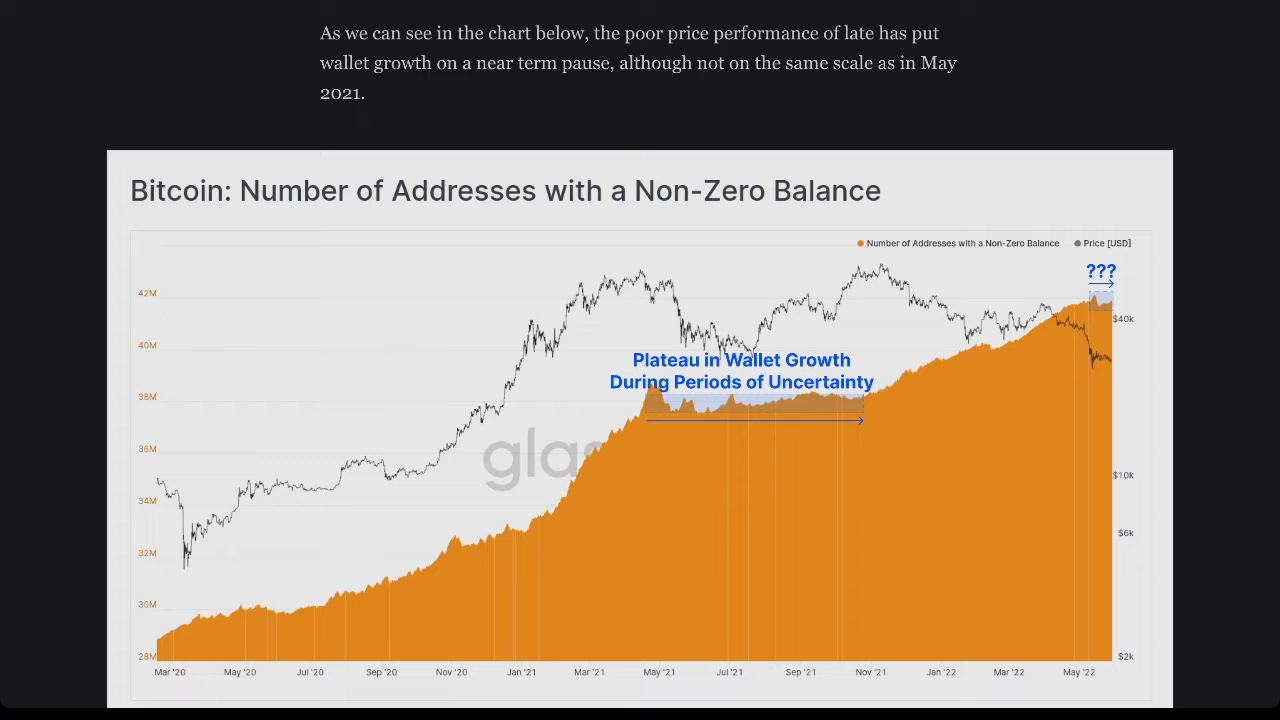 As we can see in the chart below, the poor price performance of late has put
wallet growth on a near term pause, although not on the same scale as in May
2021.
Bitcoin: Number of Addresses with a Non-Zero Balance
Number of Addresses with a Non-Zero Balance Price [USD]
???
42M
$40k
40M
Plateau in Wallet Growth
During Periods of Uncertainty
38M
36M
glas
$10k
34M
$6k
32M
30M
28M
$2k
Mar '20 May '20 Jul '20 Sep '20 Nov '20 Jan '21 Mar '21 May '21 Jul '21 Sep '21 Nov '21 Jan '22 Mar '22 May '22